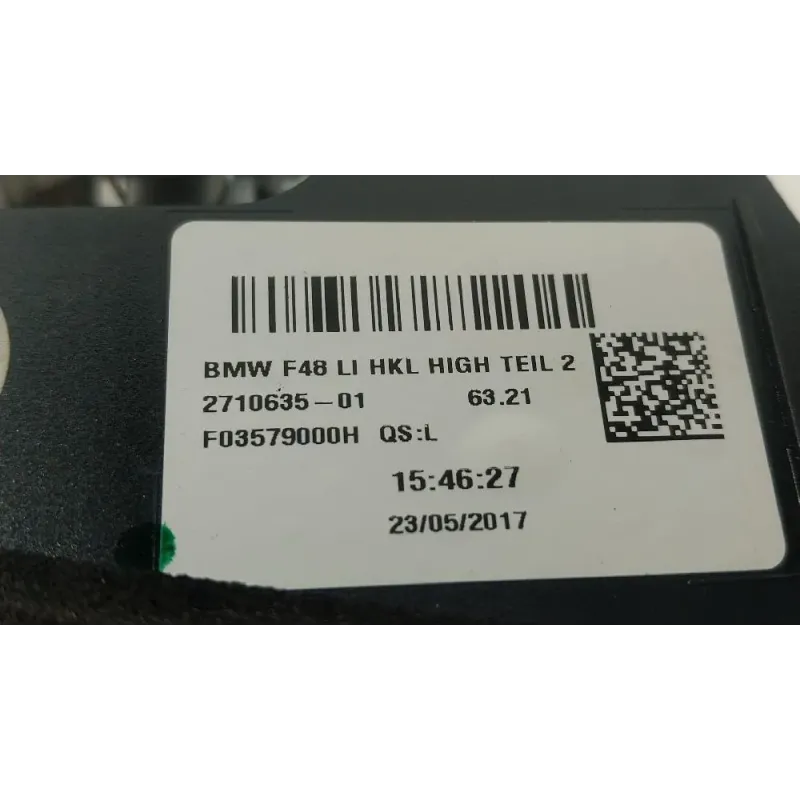 BMW F48 LI HKL HIGH TEIL 2
2710635-01 63.21
F03579000H QS:L
15:46:27
23/05/2017